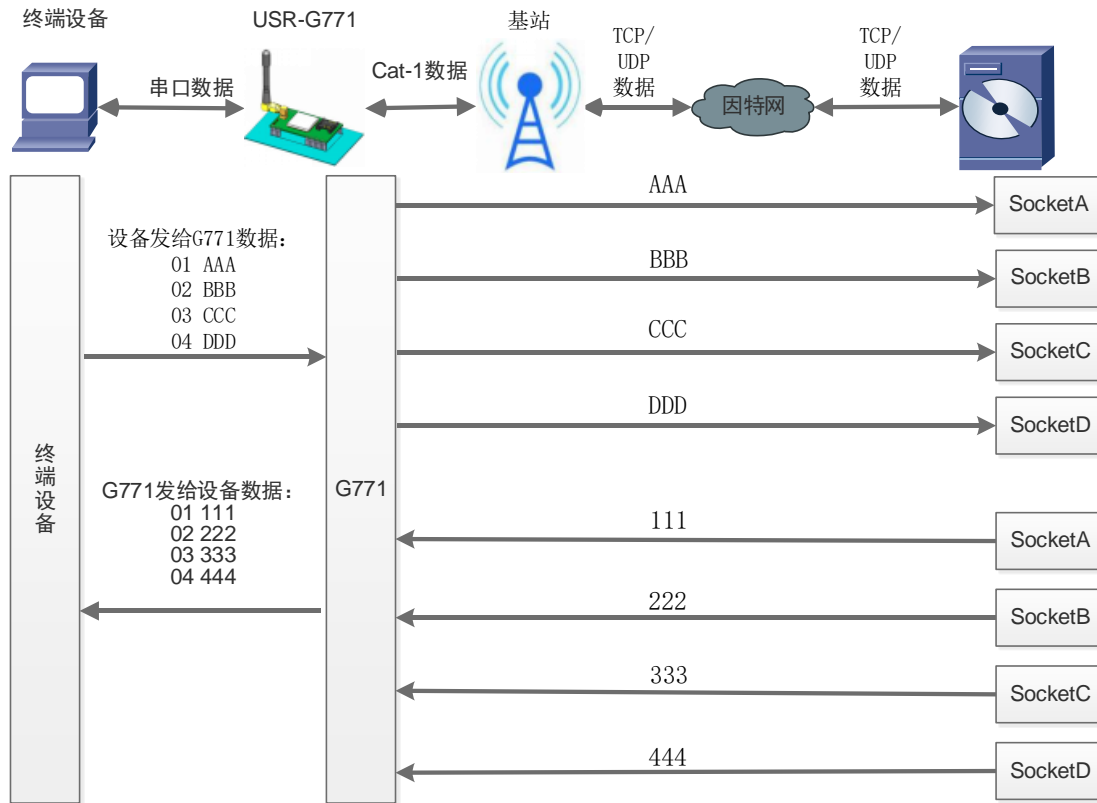 终端设备
USR-G771
基站
TCP/
UDP
数据
TCP/
UDP
数据
串口数据
Cat-1数据
因特网
AAA
SocketA
设备发给G771数据：
01 AAA
02 BBB
03 CCC
04 DDD
BBB
SocketB
CCC
SocketC
DDD
SocketD
终端设备
G771
G771发给设备数据：
01 111
02 222
03 333
04 444
111
SocketA
222
SocketB
333
SocketC
444
SocketD